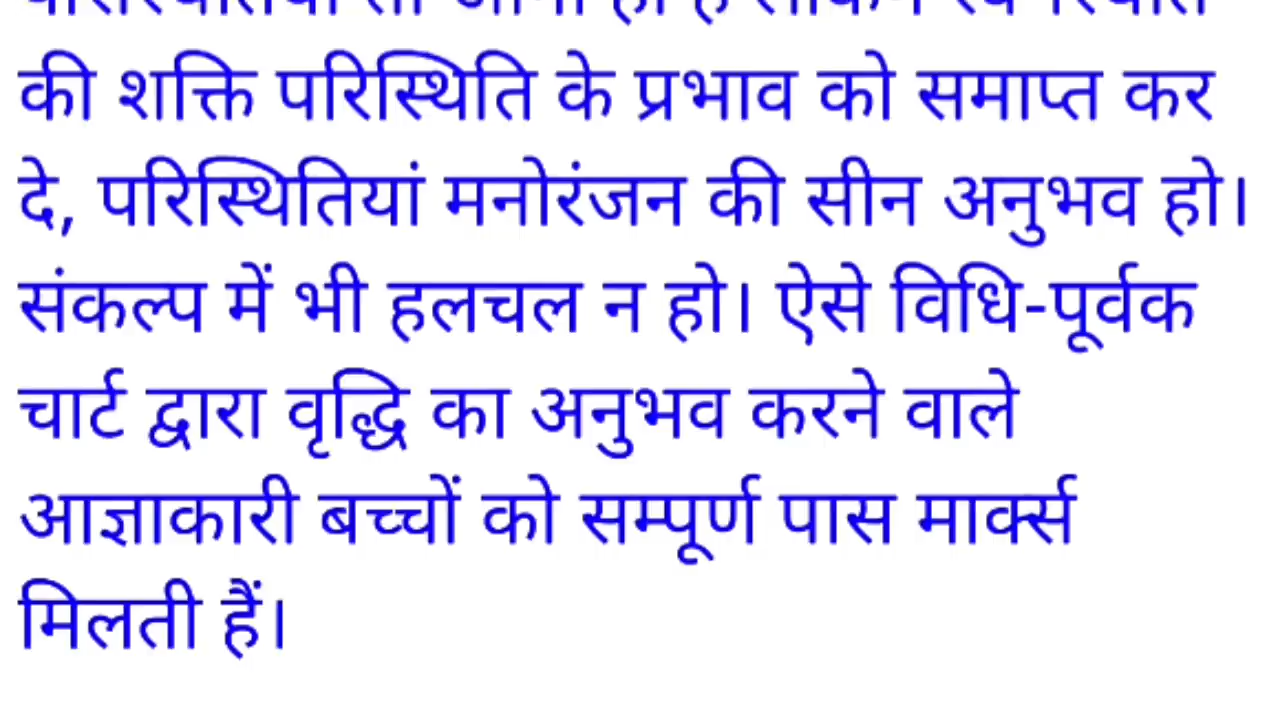 की शक्ति परिस्थिति के प्रभाव को समाप्त कर
दे, परिस्थितियां मनोरंजन की सीन अनुभव हो।
संकल्प में भी हलचल न हो। ऐसे विधि-पूर्वक
चार्ट द्वारा वृद्धि का अनुभव करने वाले
आज्ञाकारी बच्चों को सम्पूर्ण पास मार्क्स
मिलती हैं।